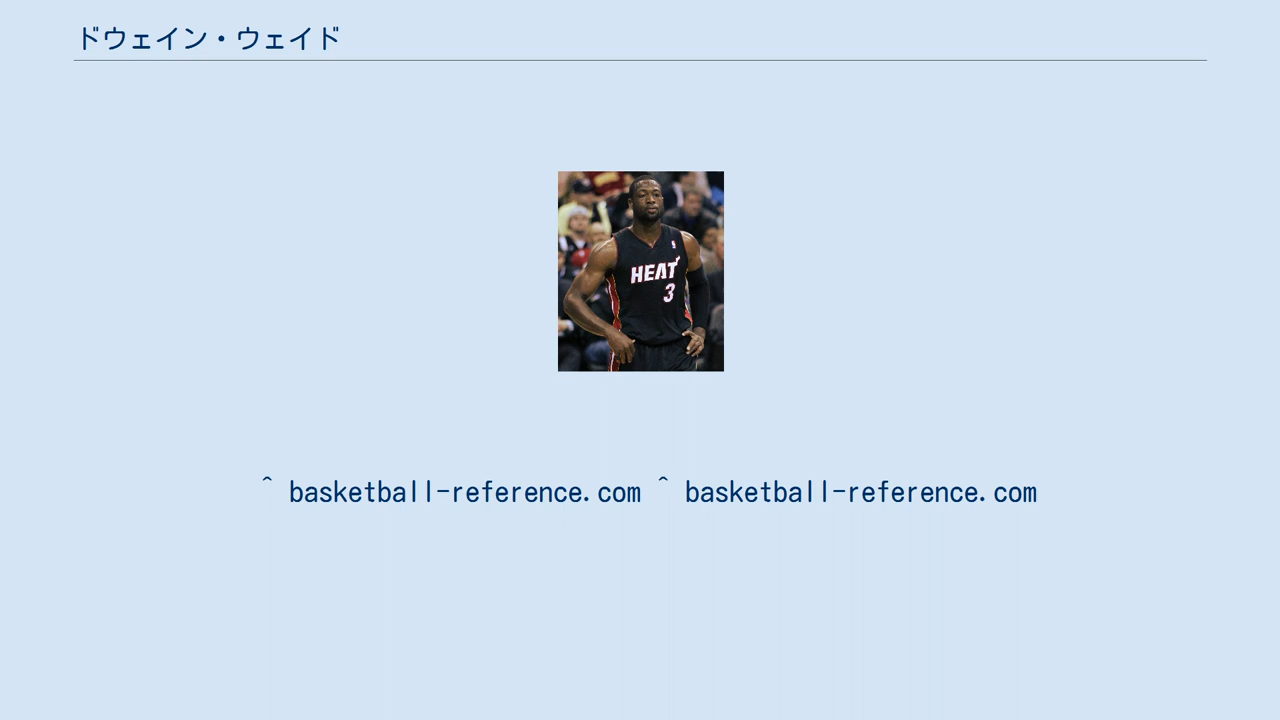 ドウェイン・ウェイド
HEAT
3
^ basketball-reference.com ^ basketball-reference.com